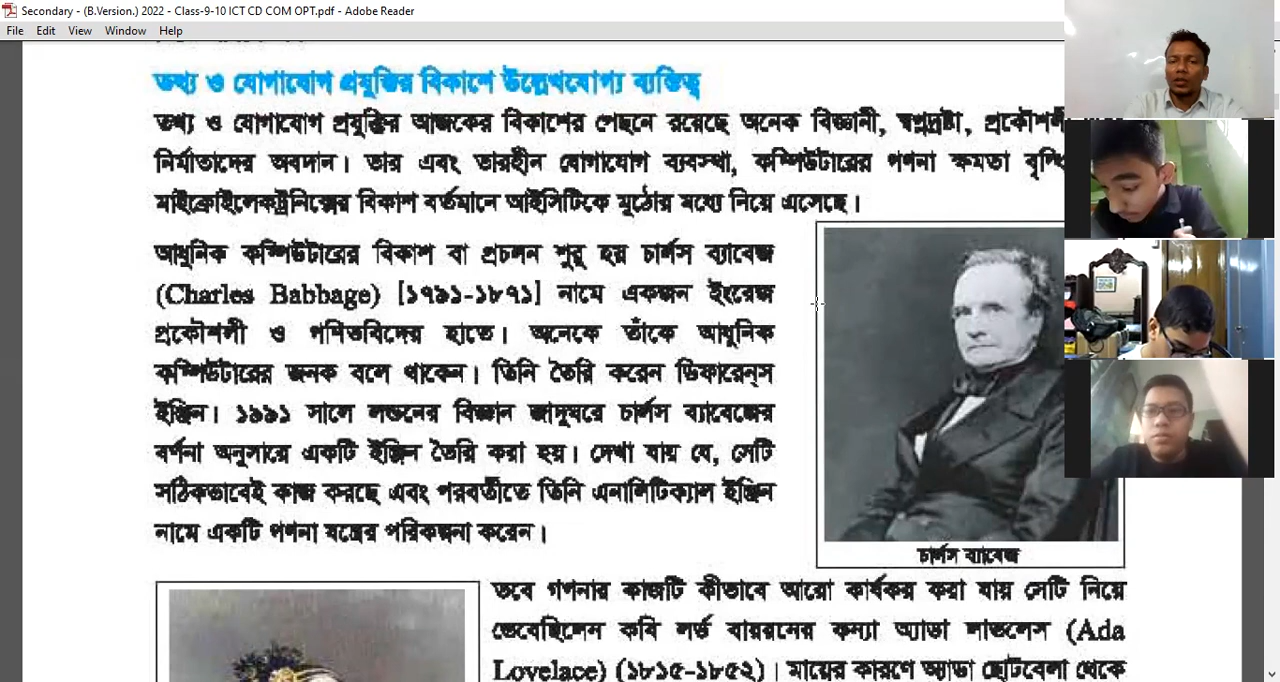 Secondary - (B.Version.) 2022 - Class-9-10 ICT CD COM OPT.pdf - Adobe Reader
File Edit View Window Help
তথ্য ও যোগাযোগ প্রযুক্তির বিকাশে উল্লেখযোগ্য ব্যক্তিত্ব
তথ্য ও যোগাযোগ প্রযুক্তির আজকের বিকাশের পেছনে রয়েছে অনেক বিজ্ঞানী, স্বপ্নদ্রষ্টা, প্রকৌশলী
নির্মাতাদের অবদান। তার এবং তারহীন যোগাযোগ ব্যবস্থা, কম্পিউটারের গণনা ক্ষমতা
মাইক্রোইলেকট্রনিক্সের বিকাশ বর্তমানে আইসিটিকে মুঠোর মধ্যে নিয়ে এসেছে।
আধুনিক কম্পিউটারের বিকাশ বা প্রচলন শুরু হয় চার্লস ব্যাবেজ
(Charles Babbage) [১৭৯১-১৮৭১] নামে একজন ইংরেজ
প্রকৌশলী ও গণিতবিদের হাতে। অনেকে তাঁকে আধুনিক
কম্পিউটারের জনক বলে থাকেন। তিনি তৈরি করেন ডিফারেন্স
ইঞ্জিন। ১৯৯১ সালে লন্ডনের বিজ্ঞান জাদুঘরে চার্লস ব্যাবেজের
বর্ণনা অনুসারে একটি ইঞ্জিন তৈরি করা হয়। দেখা যায় যে, সেটি
সঠিকভাবেই কাজ করছে এবং পরবর্তীতে তিনি এনালিটিক্যাল ইঞ্জিন
নামে একটি গণনা যন্ত্রের পরিকল্পনা করেন।
চার্লস ব্যাবেজ
তবে গণনার কাজটি কীভাবে আরো কার্যকর করা যায় সেটি নিয়ে
ভেবেছিলেন কবি লর্ড বায়রনের কন্যা অ্যাডা লাভলেস (Ada
Lovelace) (১৮১৫-১৮৫২)। মায়ের কারণে অ্যাডা ছোটবেলা থেকে